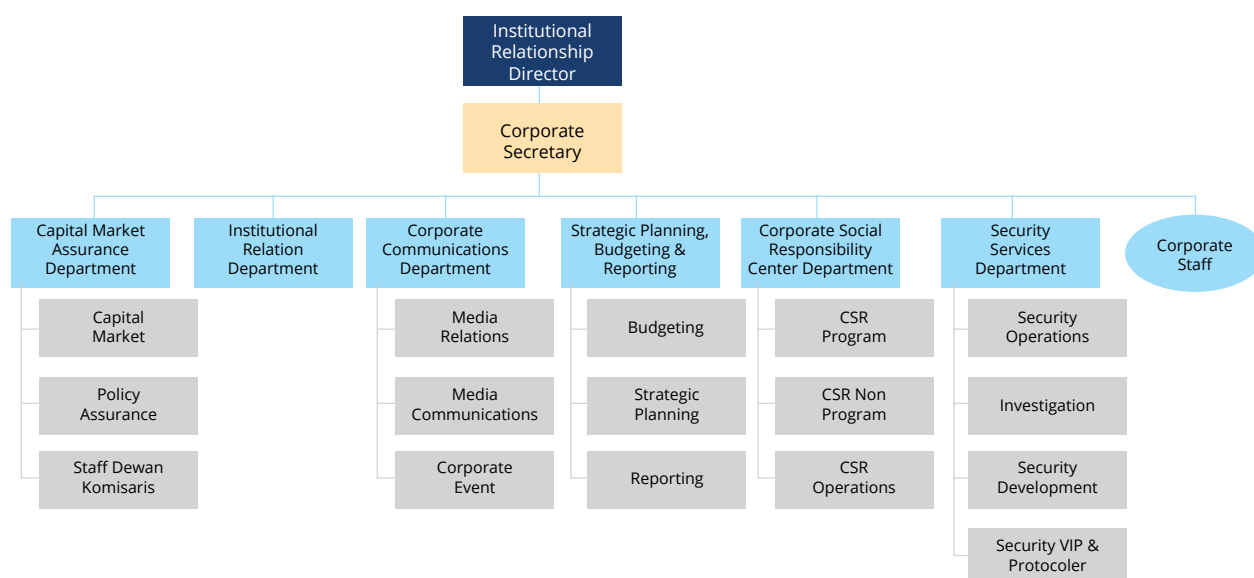 Institutional
Relationship
Director
Corporate
Secretary
Capital Market
Assurance
Department
Institutional
Relation
Department
Corporate
Communications
Department
Strategic Planning,
Budgeting &
Reporting
Corporate Social
Responsibility
Center Department
Security
Services
Department
Corporate
Staff
Capital
Market
Policy
Assurance
Staff Dewan
Komisaris
Media
Relations
Media
Communications
Corporate
Event
Budgeting
Strategic
Planning
Reporting
CSR
Program
CSR Non
Program
CSR
Operations
Security
Operations
Investigation
Security
Development
Security VIP &
Protocoler